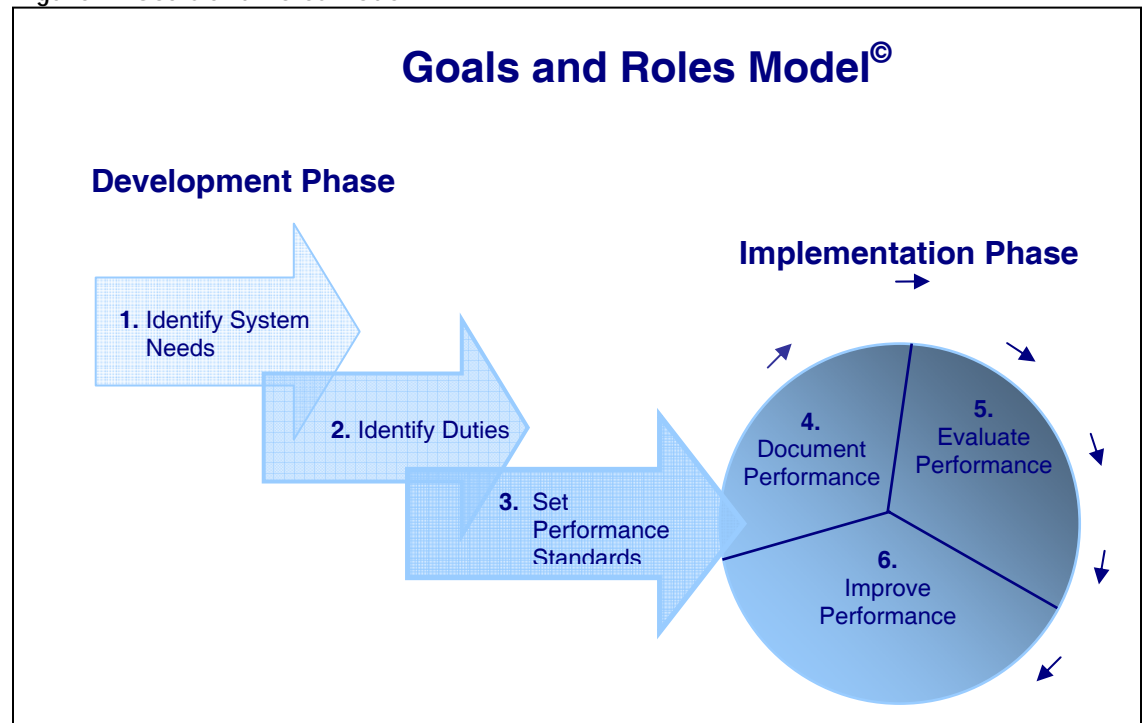 Goals and Roles Model©
Development Phase
Implementation Phase
1. Identify System
Needs
2. Identify Duties
3. Set
Performance
Standards
4.
Document
Performance
5.
Evaluate
Performance
6.
Improve
Performance